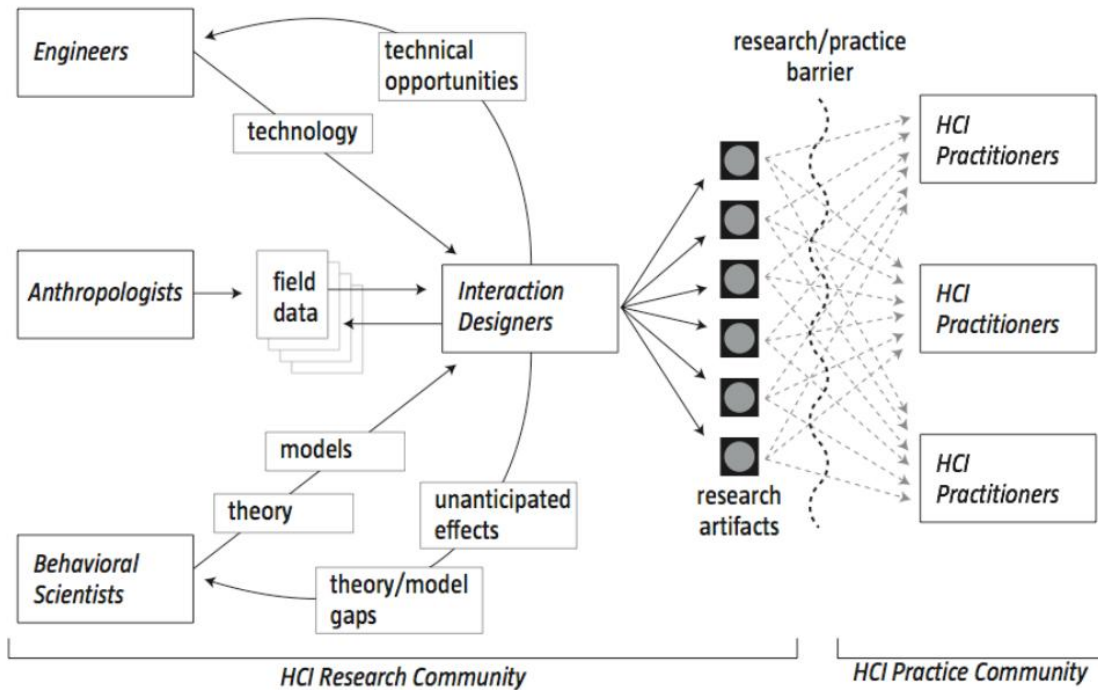 Engineers
technical
opportunities
technology
research/practice
barrier
HCI
Practitioners
Anthropologists
field
data
Interaction
Designers
HCI
Practitioners
models
theory
unanticipated
effects
research
artifacts
HCI
Practitioners
Behavioral
Scientists
theory/model
gaps
HCI Research Community
HCI Practice Community